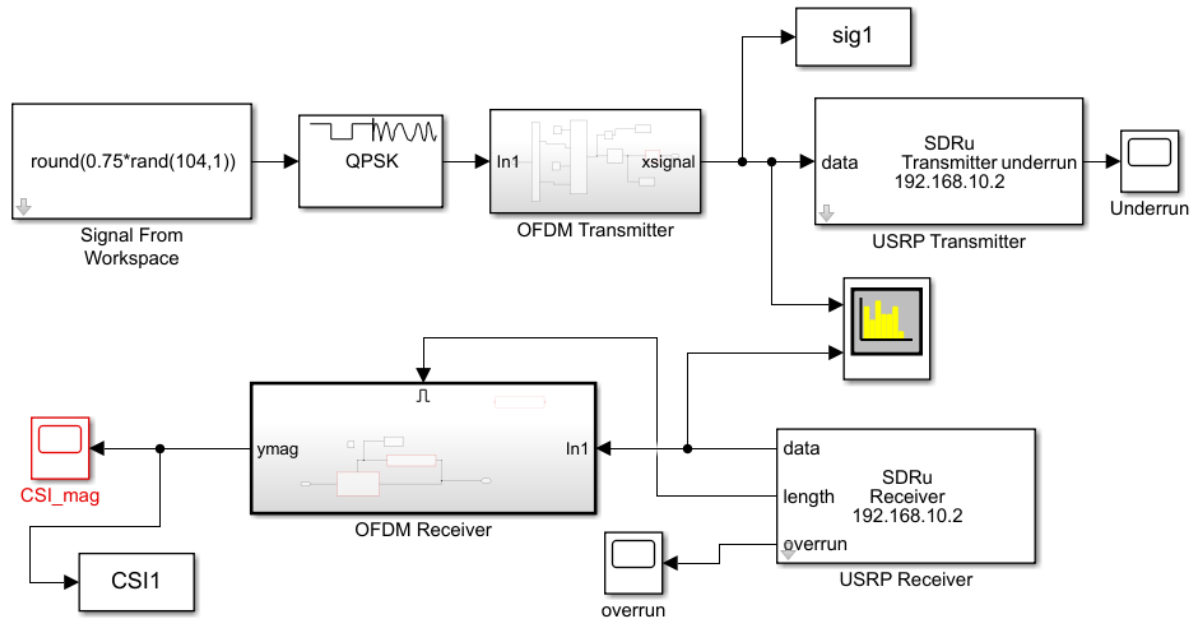 sig1
round(0.75*rand(104,1))
Signal From
Workspace
QPSK
In1
xsignal
OFDM Transmitter
data
SDRu
Transmitter
192.168.10.2
underrun
USRP Transmitter
Underrun
ymag
In1
OFDM Receiver
CSI_mag
CSI1
data
length
overrun
SDRu
Receiver
192.168.10.2
USRP Receiver
overrun